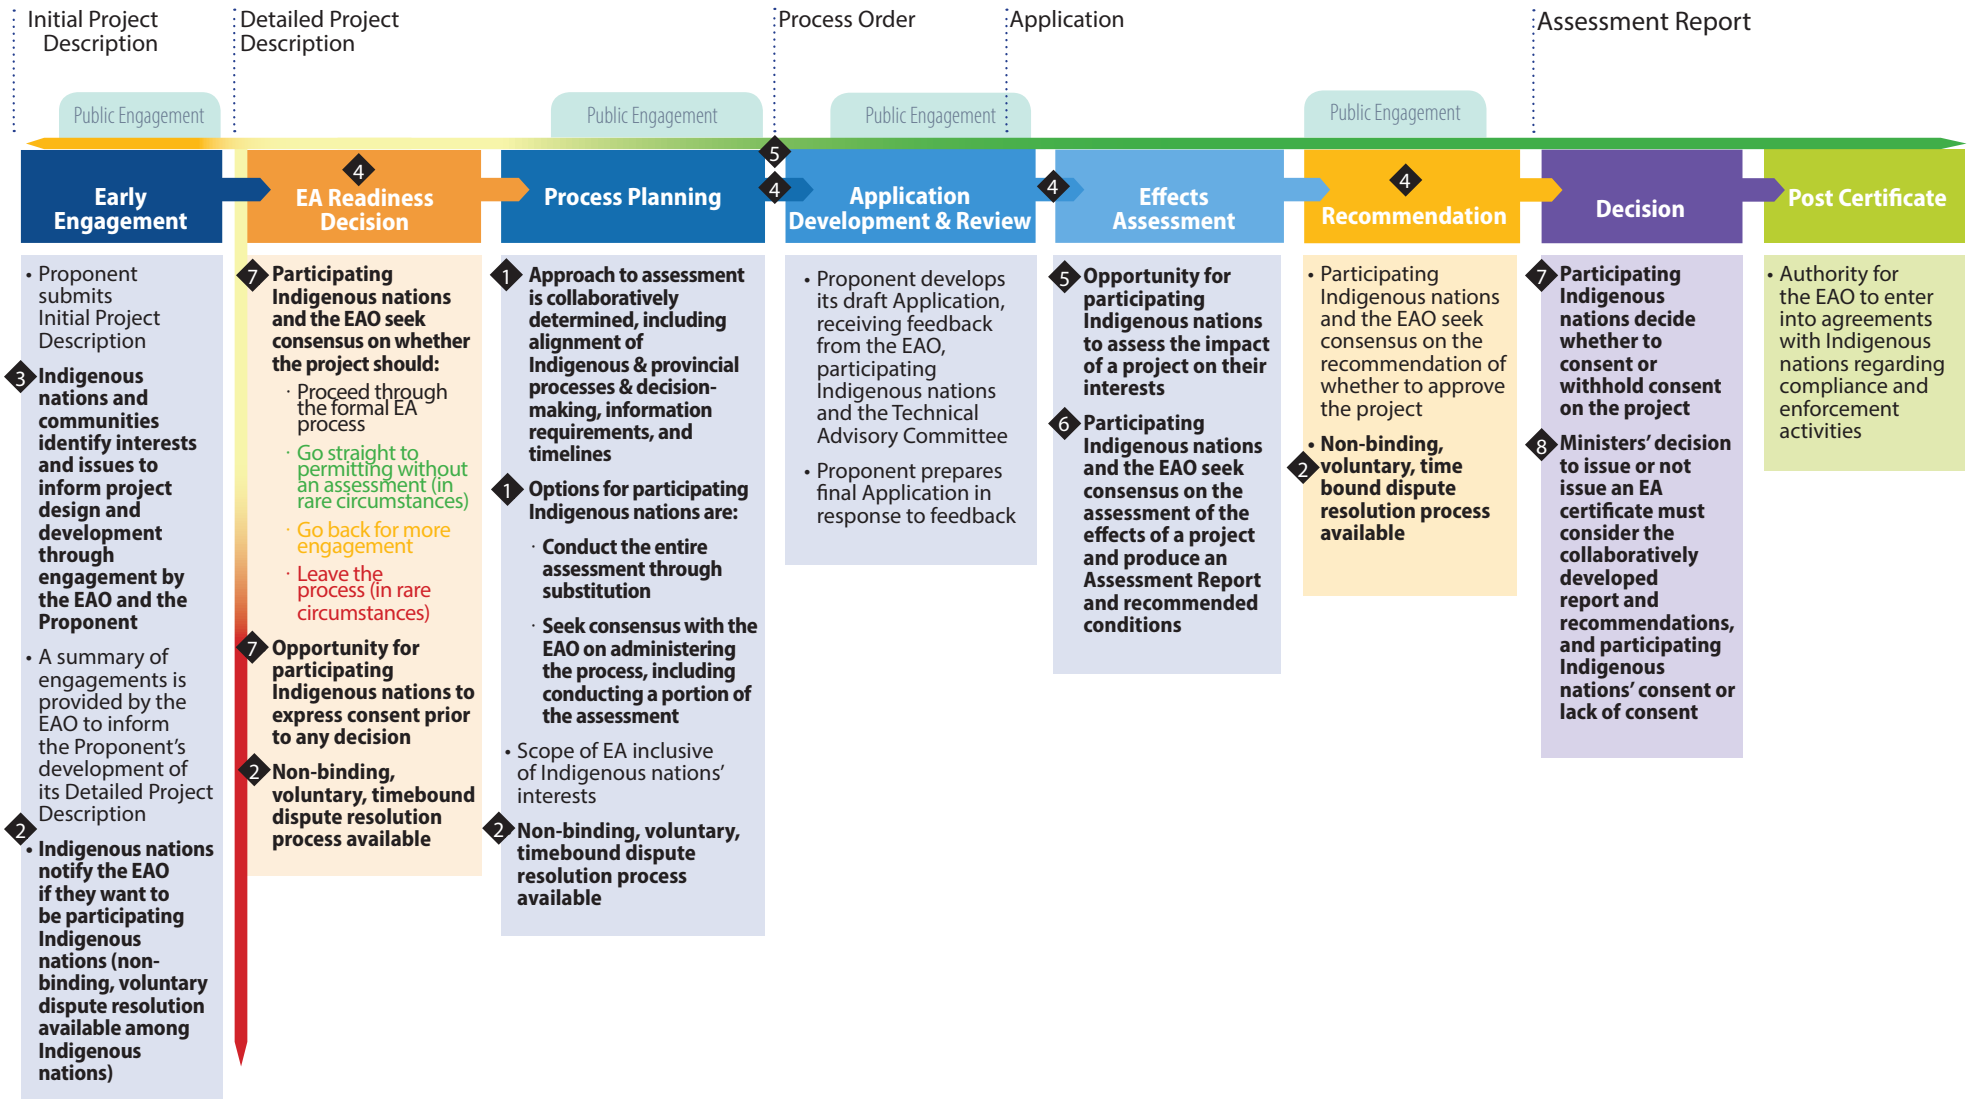 Initial Project
Description
Detailed Project
Description
Process Order
Application
Assessment Report
Public Engagement
Public Engagement
Public Engagement
Public Engagement
Early
Engagement
4
EA Readiness
Decision
Process Planning
5
4
Application
Development & Review
4
Effects
Assessment
4
Recommendation
Decision
Post Certificate
• Proponent
submits
Initial Project
Description
3 Indigenous
nations and
communities
identify interests
and issues to
inform project
design and
development
through
engagement by
the EAO and the
Proponent
• A summary of
engagements is
provided by the
EAO to inform
the Proponent’s
development of
its Detailed Project
Description
2
• Indigenous nations
notify the EAO
if they want to
be participating
Indigenous
nations (non-
binding, voluntary
dispute resolution
available among
Indigenous
nations)
7 Participating
Indigenous nations
and the EAO seek
consensus on whether
the project should:
· Proceed through
the formal EA
process
· Go straight to
permitting without
an assessment (in
rare circumstances)
· Go back for more
engagement
· Leave the
process (in rare
circumstances)
7 Opportunity for
participating
Indigenous nations to
express consent prior
to any decision
2 Non-binding,
voluntary, timebound
dispute resolution
process available
1 Approach to assessment
is collaboratively
determined, including
alignment of
Indigenous & provincial
processes & decision-
making, information
requirements, and
timelines
1 Options for participating
Indigenous nations are:
· Conduct the entire
assessment through
substitution
· Seek consensus with the
EAO on administering
the process, including
conducting a portion of
the assessment
• Scope of EA inclusive
of Indigenous nations’
interests
2 Non-binding, voluntary,
timebound dispute
resolution process
available
• Proponent develops
its draft Application,
receiving feedback
from the EAO,
participating
Indigenous nations
and the Technical
Advisory Committee
• Proponent prepares
final Application in
response to feedback
5 Opportunity for
participating
Indigenous nations
to assess the impact
of a project on their
interests
6 Participating
Indigenous nations
and the EAO seek
consensus on the
assessment of the
effects of a project
and produce an
Assessment Report
and recommended
conditions
• Participating
Indigenous nations
and the EAO seek
consensus on the
recommendation of
whether to approve
the project
• Non-binding,
2 voluntary, time
bound dispute
resolution process
available
7 Participating
Indigenous
nations decide
whether to
consent or
withhold consent
on the project
8 Ministers’ decision
to issue or not
issue an EA
certificate must
consider the
collaboratively
developed
report and
recommendations,
and participating
Indigenous
nations’ consent or
lack of consent
• Authority for
the EAO to enter
into agreements
with Indigenous
nations regarding
compliance and
enforcement
activities